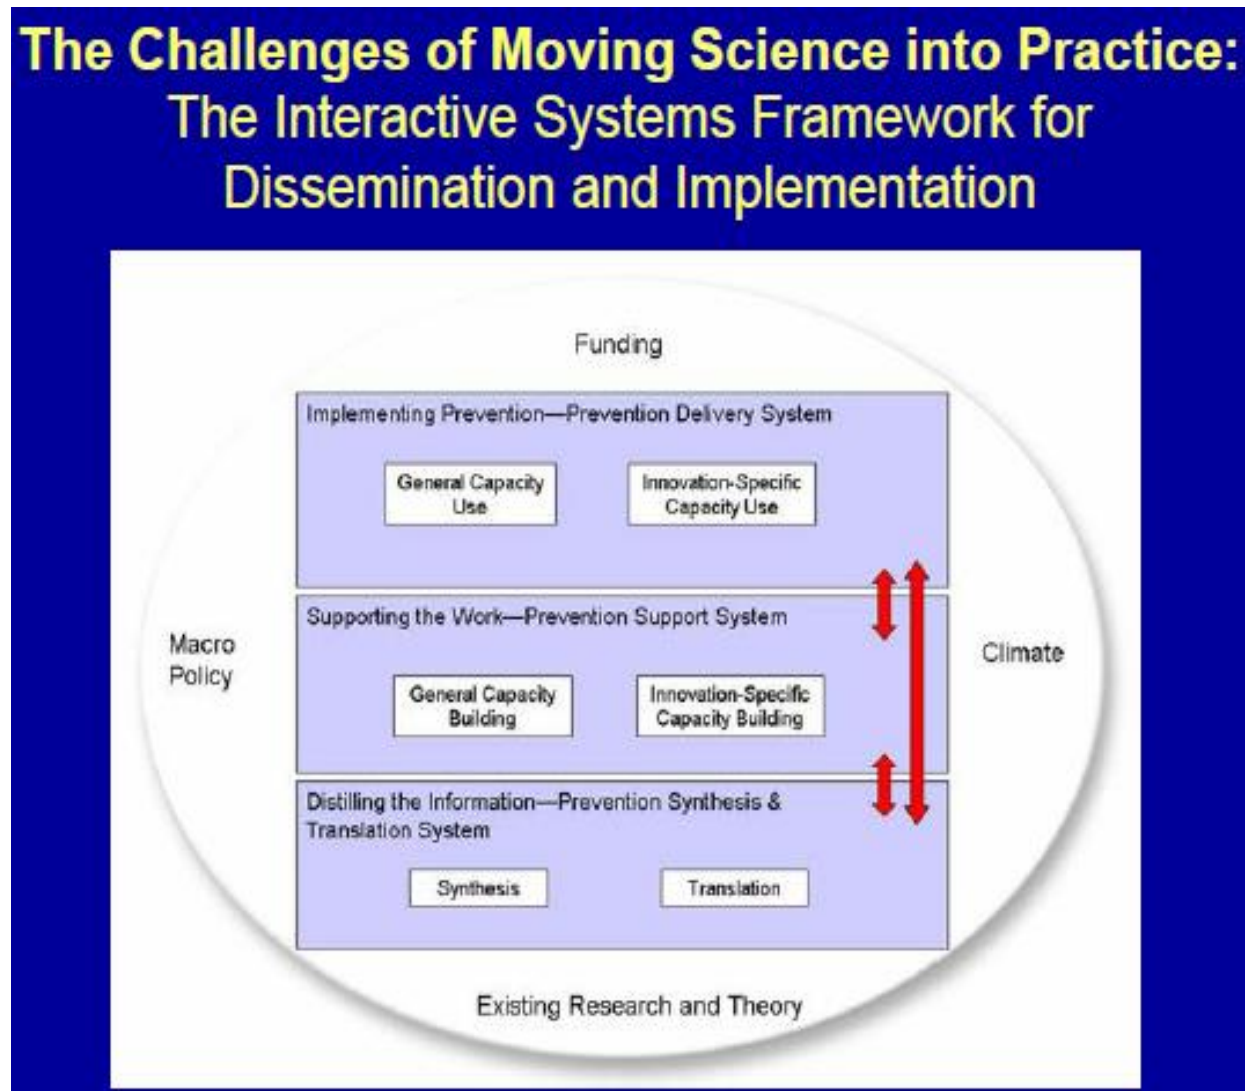 The Challenges of Moving Science into Practice:
The Interactive Systems Framework for
Dissemination and Implementation
Funding
Implementing Prevention—Prevention Delivery System
General Capacity
Use
Innovation-Specific
Capacity Use
Supporting the Work—Prevention Support System
Macro
Policy
Climate
General Capacity
Building
Innovation-Specific
Capacity Building
Distilling the Information—Prevention Synthesis &
Translation System
Synthesis
Translation
Existing Research and Theory